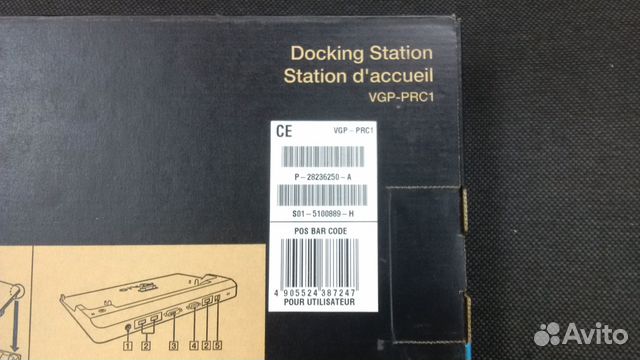 Docking Station
Station d'accueil
VGP-PRC1
CE VGP - PRC1
P - 28236250 - A
S01 - 5100889 - H
POS BAR CODE
4 905524 387247
POUR UTILISATEUR
1 2 3 4 2 5
Avito